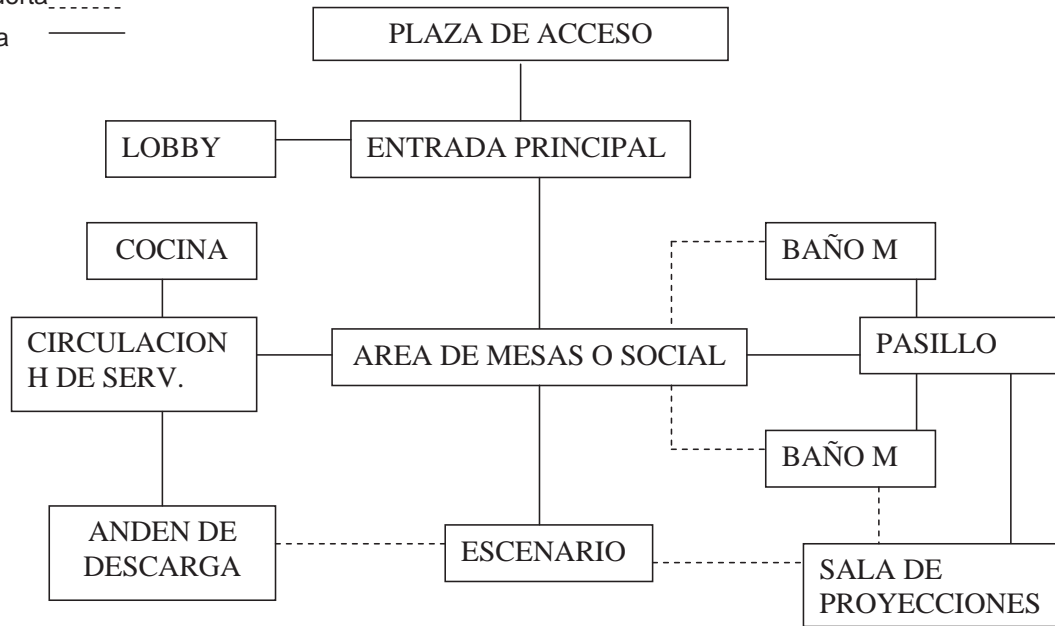 PLAZA DE ACCESO
LOBBY
ENTRADA PRINCIPAL
COCINA
BAÑO M
CIRCULACION
H DE SERV.
AREA DE MESAS O SOCIAL
PASILLO
BAÑO M
ANDEN DE
DESCARGA
ESCENARIO
SALA DE
PROYECCIONES